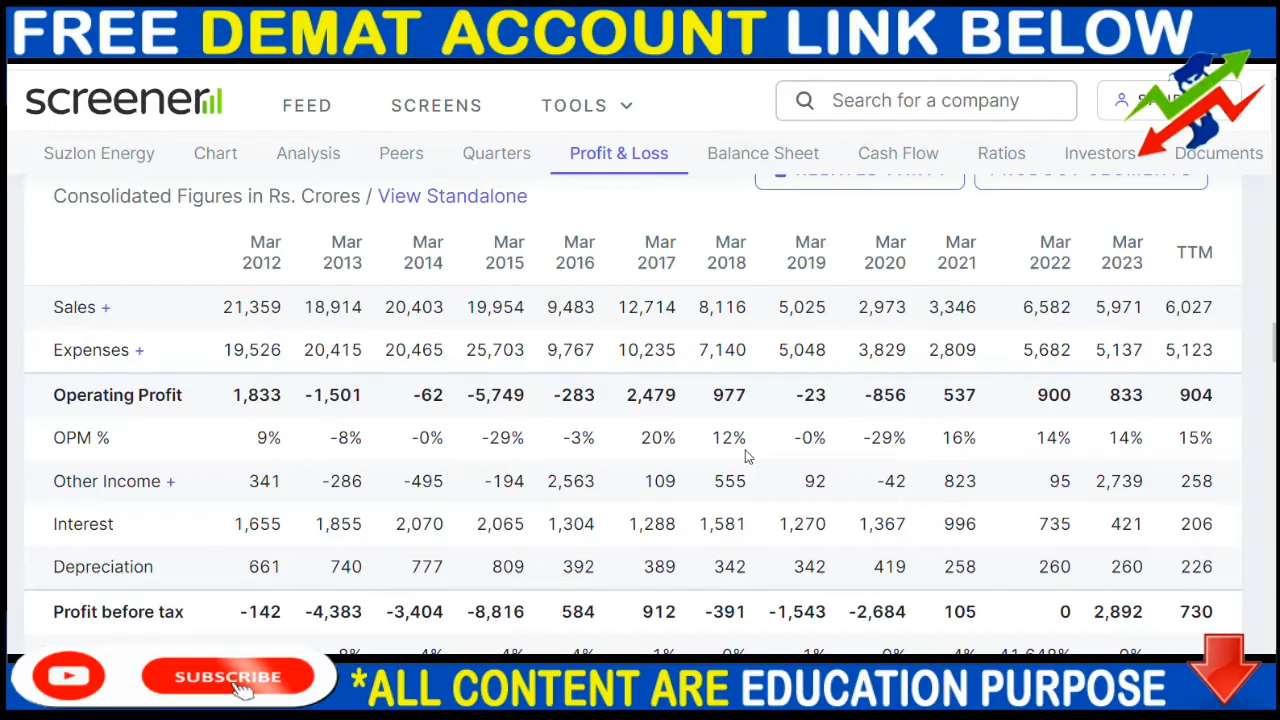 FREE DEMAT ACCOUNT LINK BELOW
screener FEED SCREENS TOOLS Search for a company
Suzlon Energy Chart Analysis Peers Quarters Profit & Loss Balance Sheet Cash Flow Ratios Investors Documents
Consolidated Figures in Rs. Crores / View Standalone
Mar 2012 Mar 2013 Mar 2014 Mar 2015 Mar 2016 Mar 2017 Mar 2018 Mar 2019 Mar 2020 Mar 2021 Mar 2022 Mar 2023 TTM
Sales + 21,359 18,914 20,403 19,954 9,483 12,714 8,116 5,025 2,973 3,346 6,582 5,971 6,027
Expenses + 19,526 20,415 20,465 25,703 9,767 10,235 7,140 5,048 3,829 2,809 5,682 5,137 5,123
Operating Profit 1,833 -1,501 -62 -5,749 -283 2,479 977 -23 -856 537 900 833 904
OPM % 9% -8% -0% -29% -3% 20% 12% -0% -29% 16% 14% 14% 15%
Other Income + 341 -286 -495 -194 2,563 109 555 92 -42 823 95 2,739 258
Interest 1,655 1,855 2,070 2,065 1,304 1,288 1,581 1,270 1,367 996 735 421 206
Depreciation 661 740 777 809 392 389 342 342 419 258 260 260 226
Profit before tax -142 -4,383 -3,404 -8,816 584 912 -391 -1,543 -2,684 105 0 2,892 730
SUBSCRIBE
*ALL CONTENT ARE EDUCATION PURPOSE